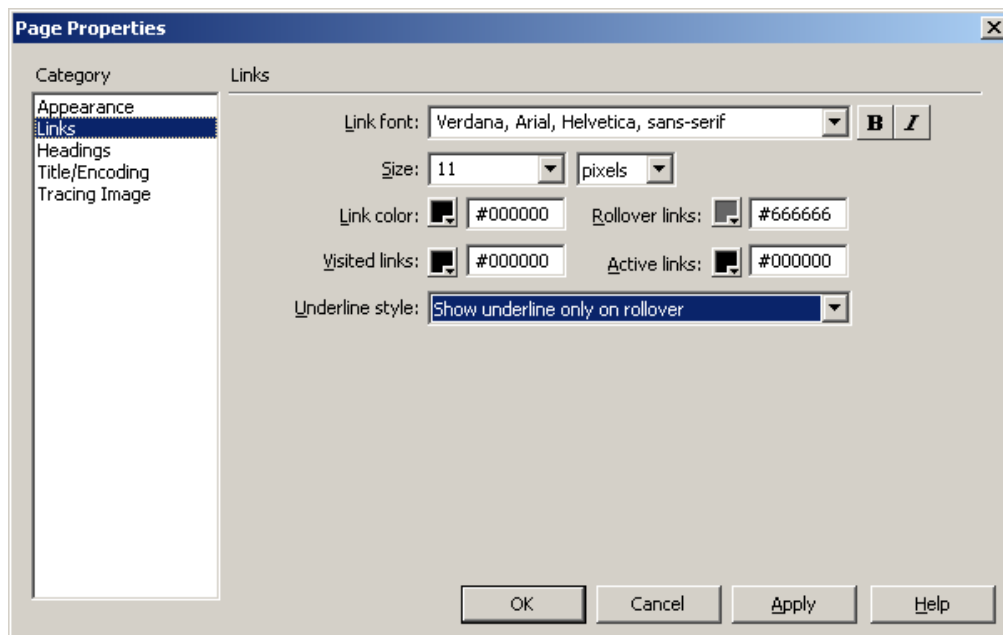 Page Properties
Category
Links
Appearance
Links
Headings
Title/Encoding
Tracing Image
Link font: Verdana, Arial, Helvetica, sans-serif B I
Size: 11 pixels
Link color: #000000 Rollover links: #666666
Visited links: #000000 Active links: #000000
Underline style: Show underline only on rollover
OK Cancel Apply Help